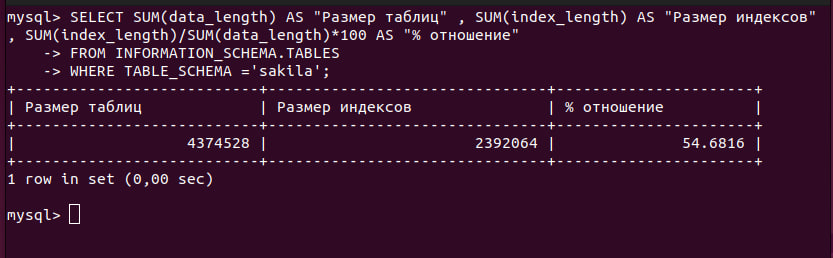 mysql> SELECT SUM(data_length) AS "Размер таблиц" , SUM(index_length) AS "Размер индексов"
, SUM(index_length)/SUM(data_length)*100 AS "% отношение"
    -> FROM INFORMATION_SCHEMA.TABLES
    -> WHERE TABLE_SCHEMA ='sakila';
+---------------------------+-------------------------------+----------------------+
| Размер таблиц             | Размер индексов               | % отношение          |
+---------------------------+-------------------------------+----------------------+
|                   4374528 |                       2392064 |              54.6816 |
+---------------------------+-------------------------------+----------------------+
1 row in set (0,00 sec)
mysql>